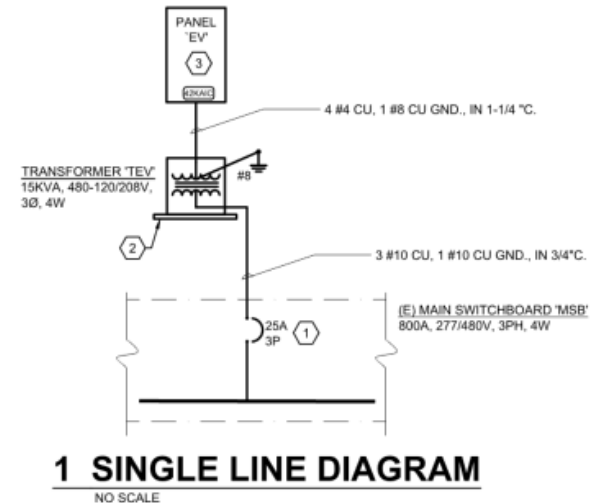 PANEL
'EV'
3
42KAIC
4 #4 CU, 1 #8 CU GND., IN 1-1/4 "C.
TRANSFORMER 'TEV'
15KVA, 480-120/208V,
3Ø, 4W
#8
2
3 #10 CU, 1 #10 CU GND., IN 3/4"C.
(E) MAIN SWITCHBOARD 'MSB'
800A, 277/480V, 3PH, 4W
25A
3P
1
1 SINGLE LINE DIAGRAM
NO SCALE